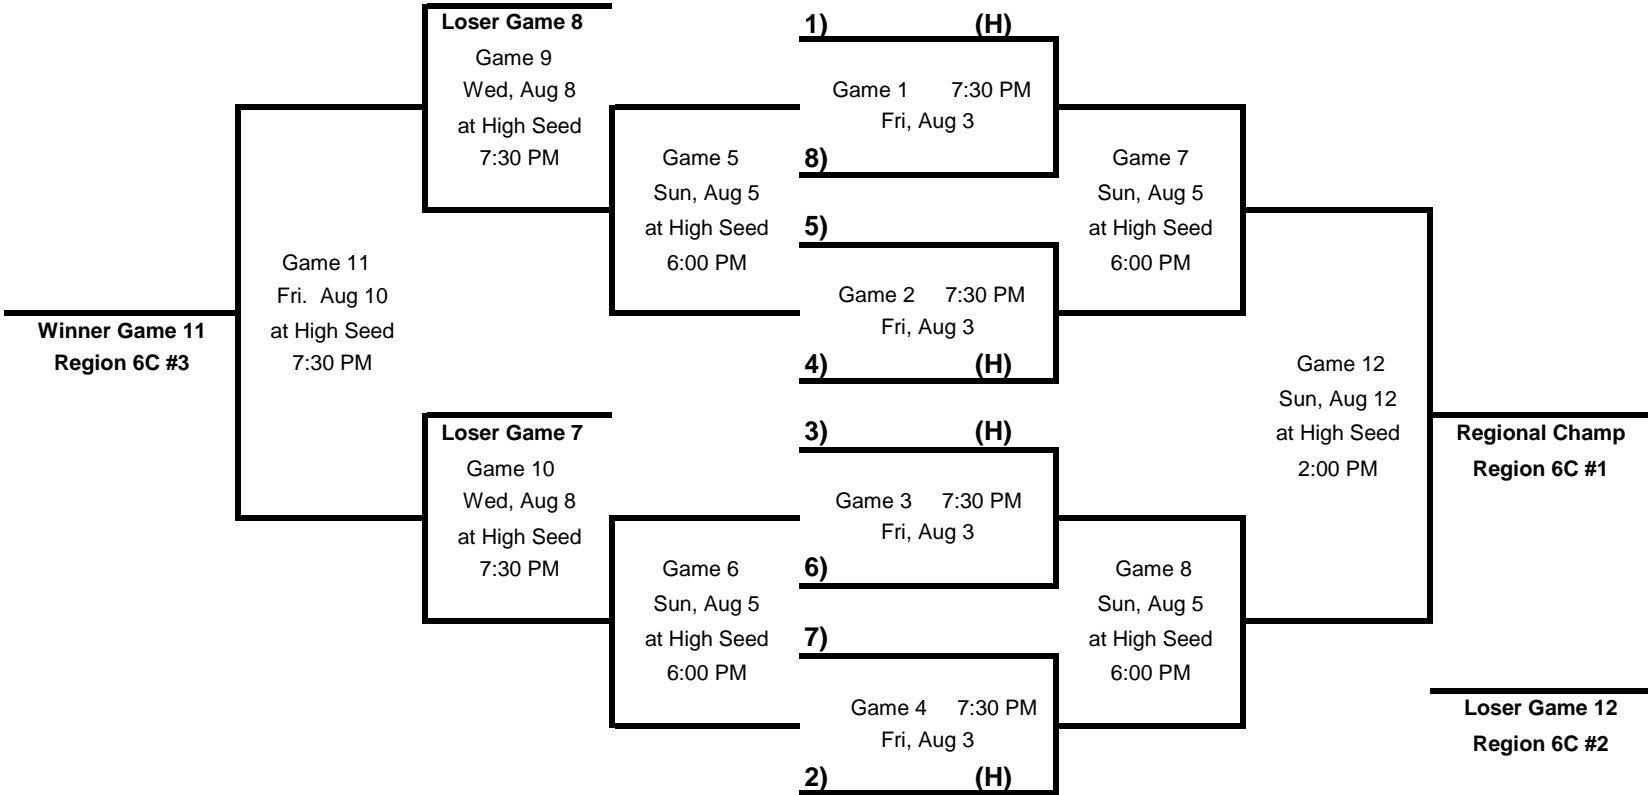 Loser Game 8
Game 9
Wed, Aug 8
at High Seed
7:30 PM
Game 11
Fri.  Aug 10
at High Seed
7:30 PM
Winner Game 11
Region 6C #3
Loser Game 7
Game 10
Wed, Aug 8
at High Seed
7:30 PM
Game 5
Sun, Aug 5
at High Seed
6:00 PM
Game 6
Sun, Aug 5
at High Seed
6:00 PM
1) (H)
Game 1 7:30 PM
Fri, Aug 3
8)
5)
Game 2 7:30 PM
Fri, Aug 3
4) (H)
3) (H)
Game 3 7:30 PM
Fri, Aug 3
6)
7)
Game 4 7:30 PM
Fri, Aug 3
2) (H)
Game 7
Sun, Aug 5
at High Seed
6:00 PM
Game 8
Sun, Aug 5
at High Seed
6:00 PM
Game 12
Sun, Aug 12
at High Seed
2:00 PM
Regional Champ
Region 6C #1
Loser Game 12
Region 6C #2